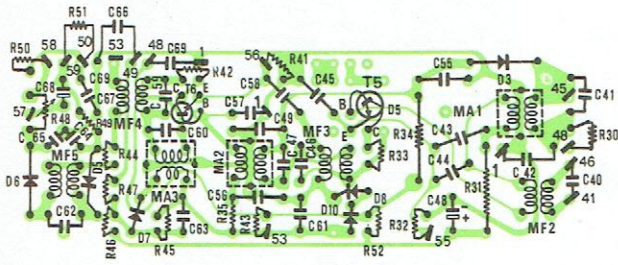 R51
C66
R50
58
50
53
48
C69
1
56
R41
C55
D3
59
49
R42
C58
C45
T5
45
C41
C68
C69
C67
T6
E
B
D5
MA1
57
R48
R49
MF4
C57
C49
B
C43
R30
C65
C60
MF3
E
C
R34
48
MF5
R44
MA2
47
C46
R33
C44
1
C42
46
D6
R47
MA3
C56
D10
D8
R31
C40
C62
R46
D7
R45
C63
R35
R43
53
C61
R52
R32
C48
55
MF2
41